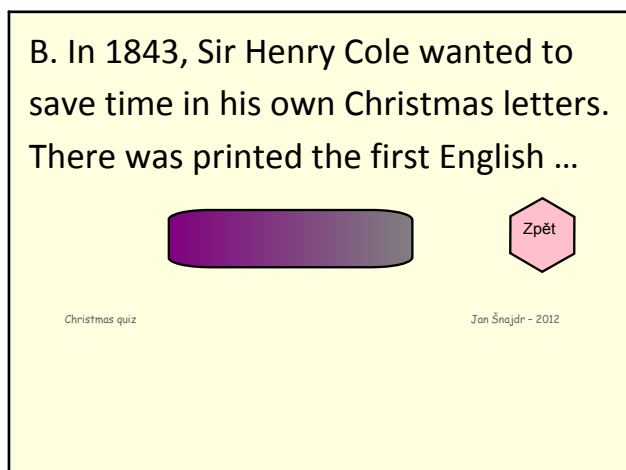 B. In 1843, Sir Henry Cole wanted to
save time in his own Christmas letters.
There was printed the first English …
Zpět
Christmas quiz
Jan Šnajdr – 2012